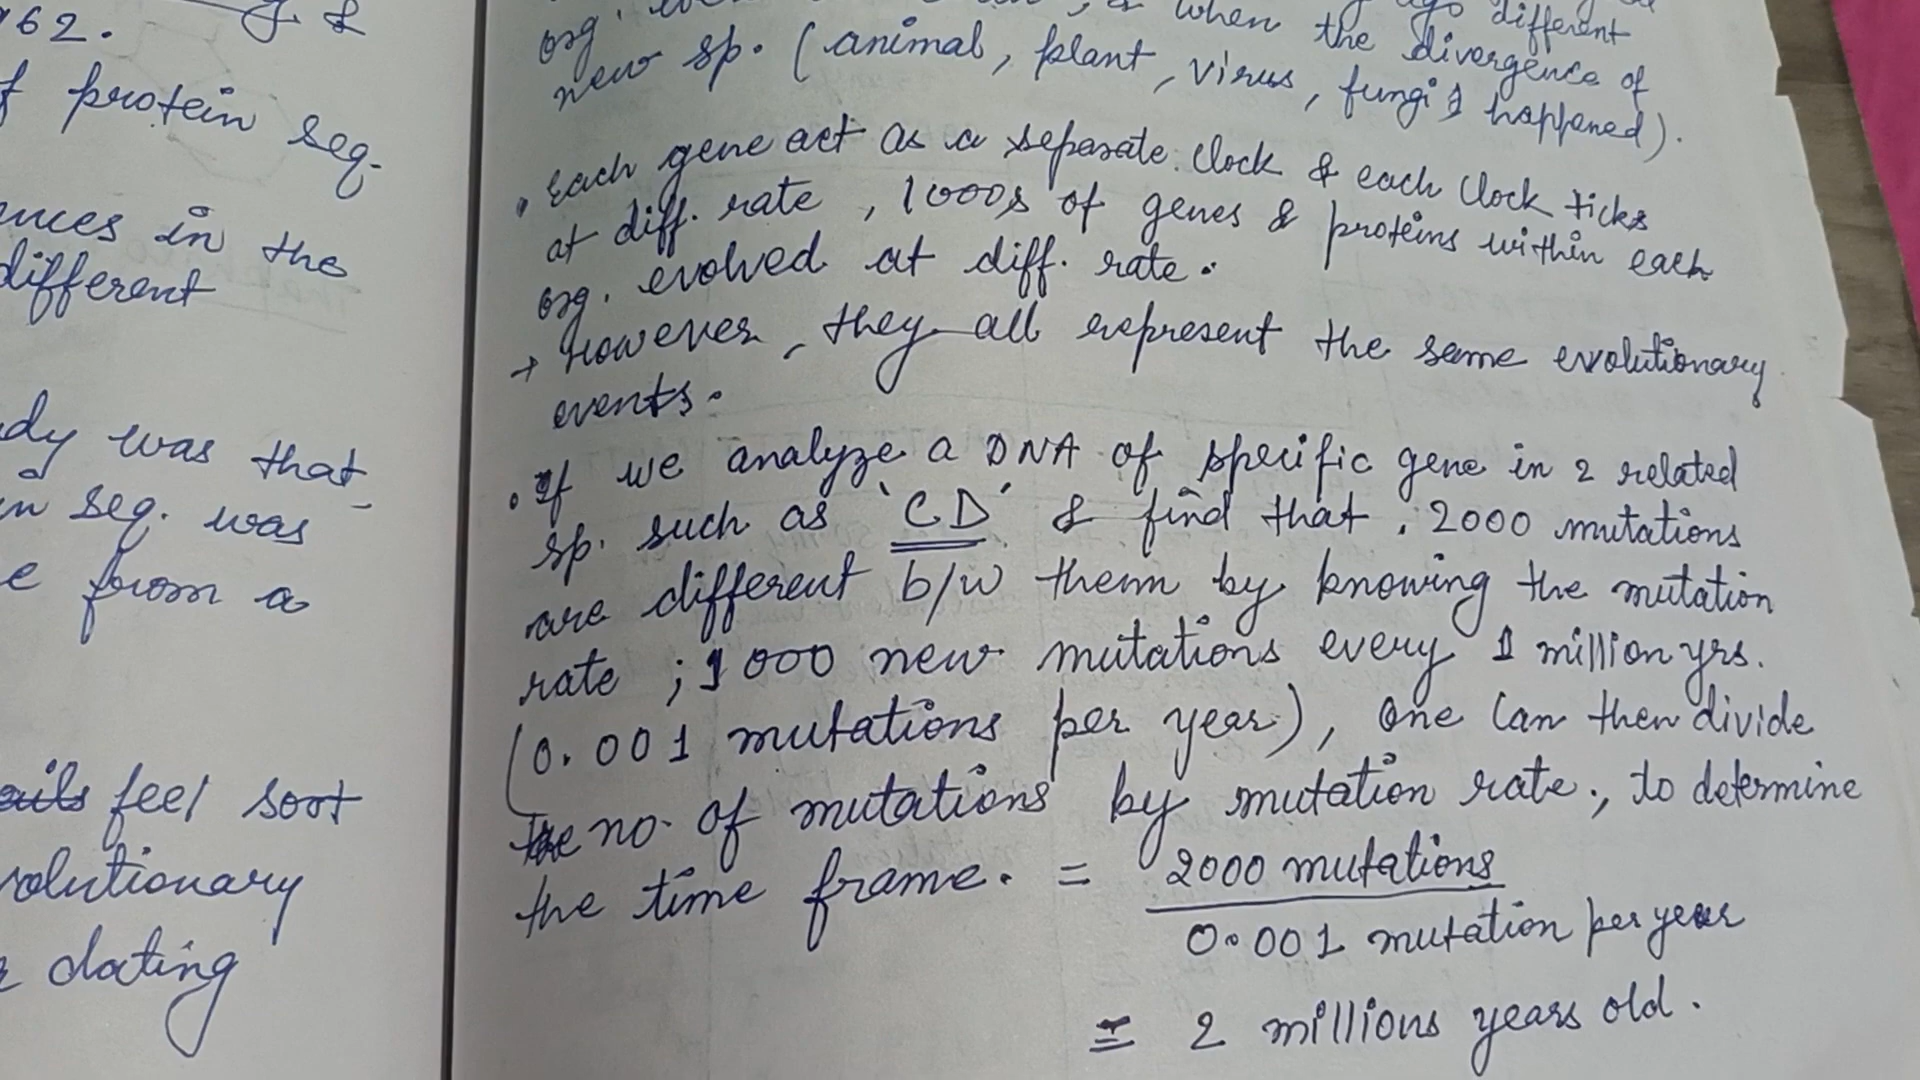 962.
f protein seq.
ences in the
different
dy was that
n seq. was
e from a
feel soot
volutionary
dating
different
org. , & when the divergence of
new sp. (animal, plant, virus, fungi happened).
• Each gene act as a separate clock & each clock ticks
at diff. rate, 1000s of genes & proteins within each
org. evolved at diff. rate.
→ However, they all represent the same evolutionary
events.
• If we analyze a DNA of specific gene in 2 related
sp. such as 'CD' & find that 2000 mutations
are different b/w them by knowing the mutation
rate; 1000 new mutations every 1 million yrs.
(0.001 mutations per year), one can then divide
the no. of mutations by mutation rate, to determine
the time frame. = 2000 mutations
0.001 mutation per year
= 2 millions years old.